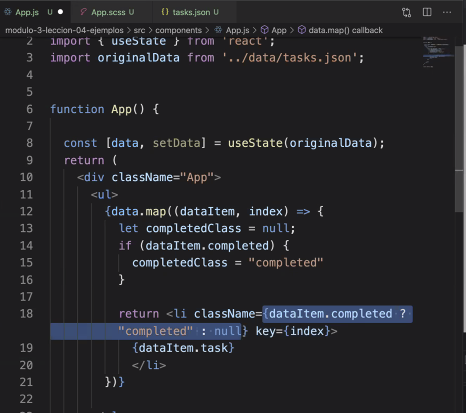 App.js
App.scss
tasks.json
modulo-3-leccion-04-ejemplos > src > components > App.js > App > data.map() callback
2 import { useState } from 'react';
3 import originalData from '../data/tasks.json';
4
5
6 function App() {
7
8 const [data, setData] = useState(originalData);
9 return (
10 <div className="App">
11 <ul>
12 {data.map((dataItem, index) => {
13 let completedClass = null;
14 if (dataItem.completed) {
15 completedClass = "completed"
16 }
17
18 return <li className={dataItem.completed ?
"completed" : null} key={index}>
19 {dataItem.task}
20 </li>
21 })}
22